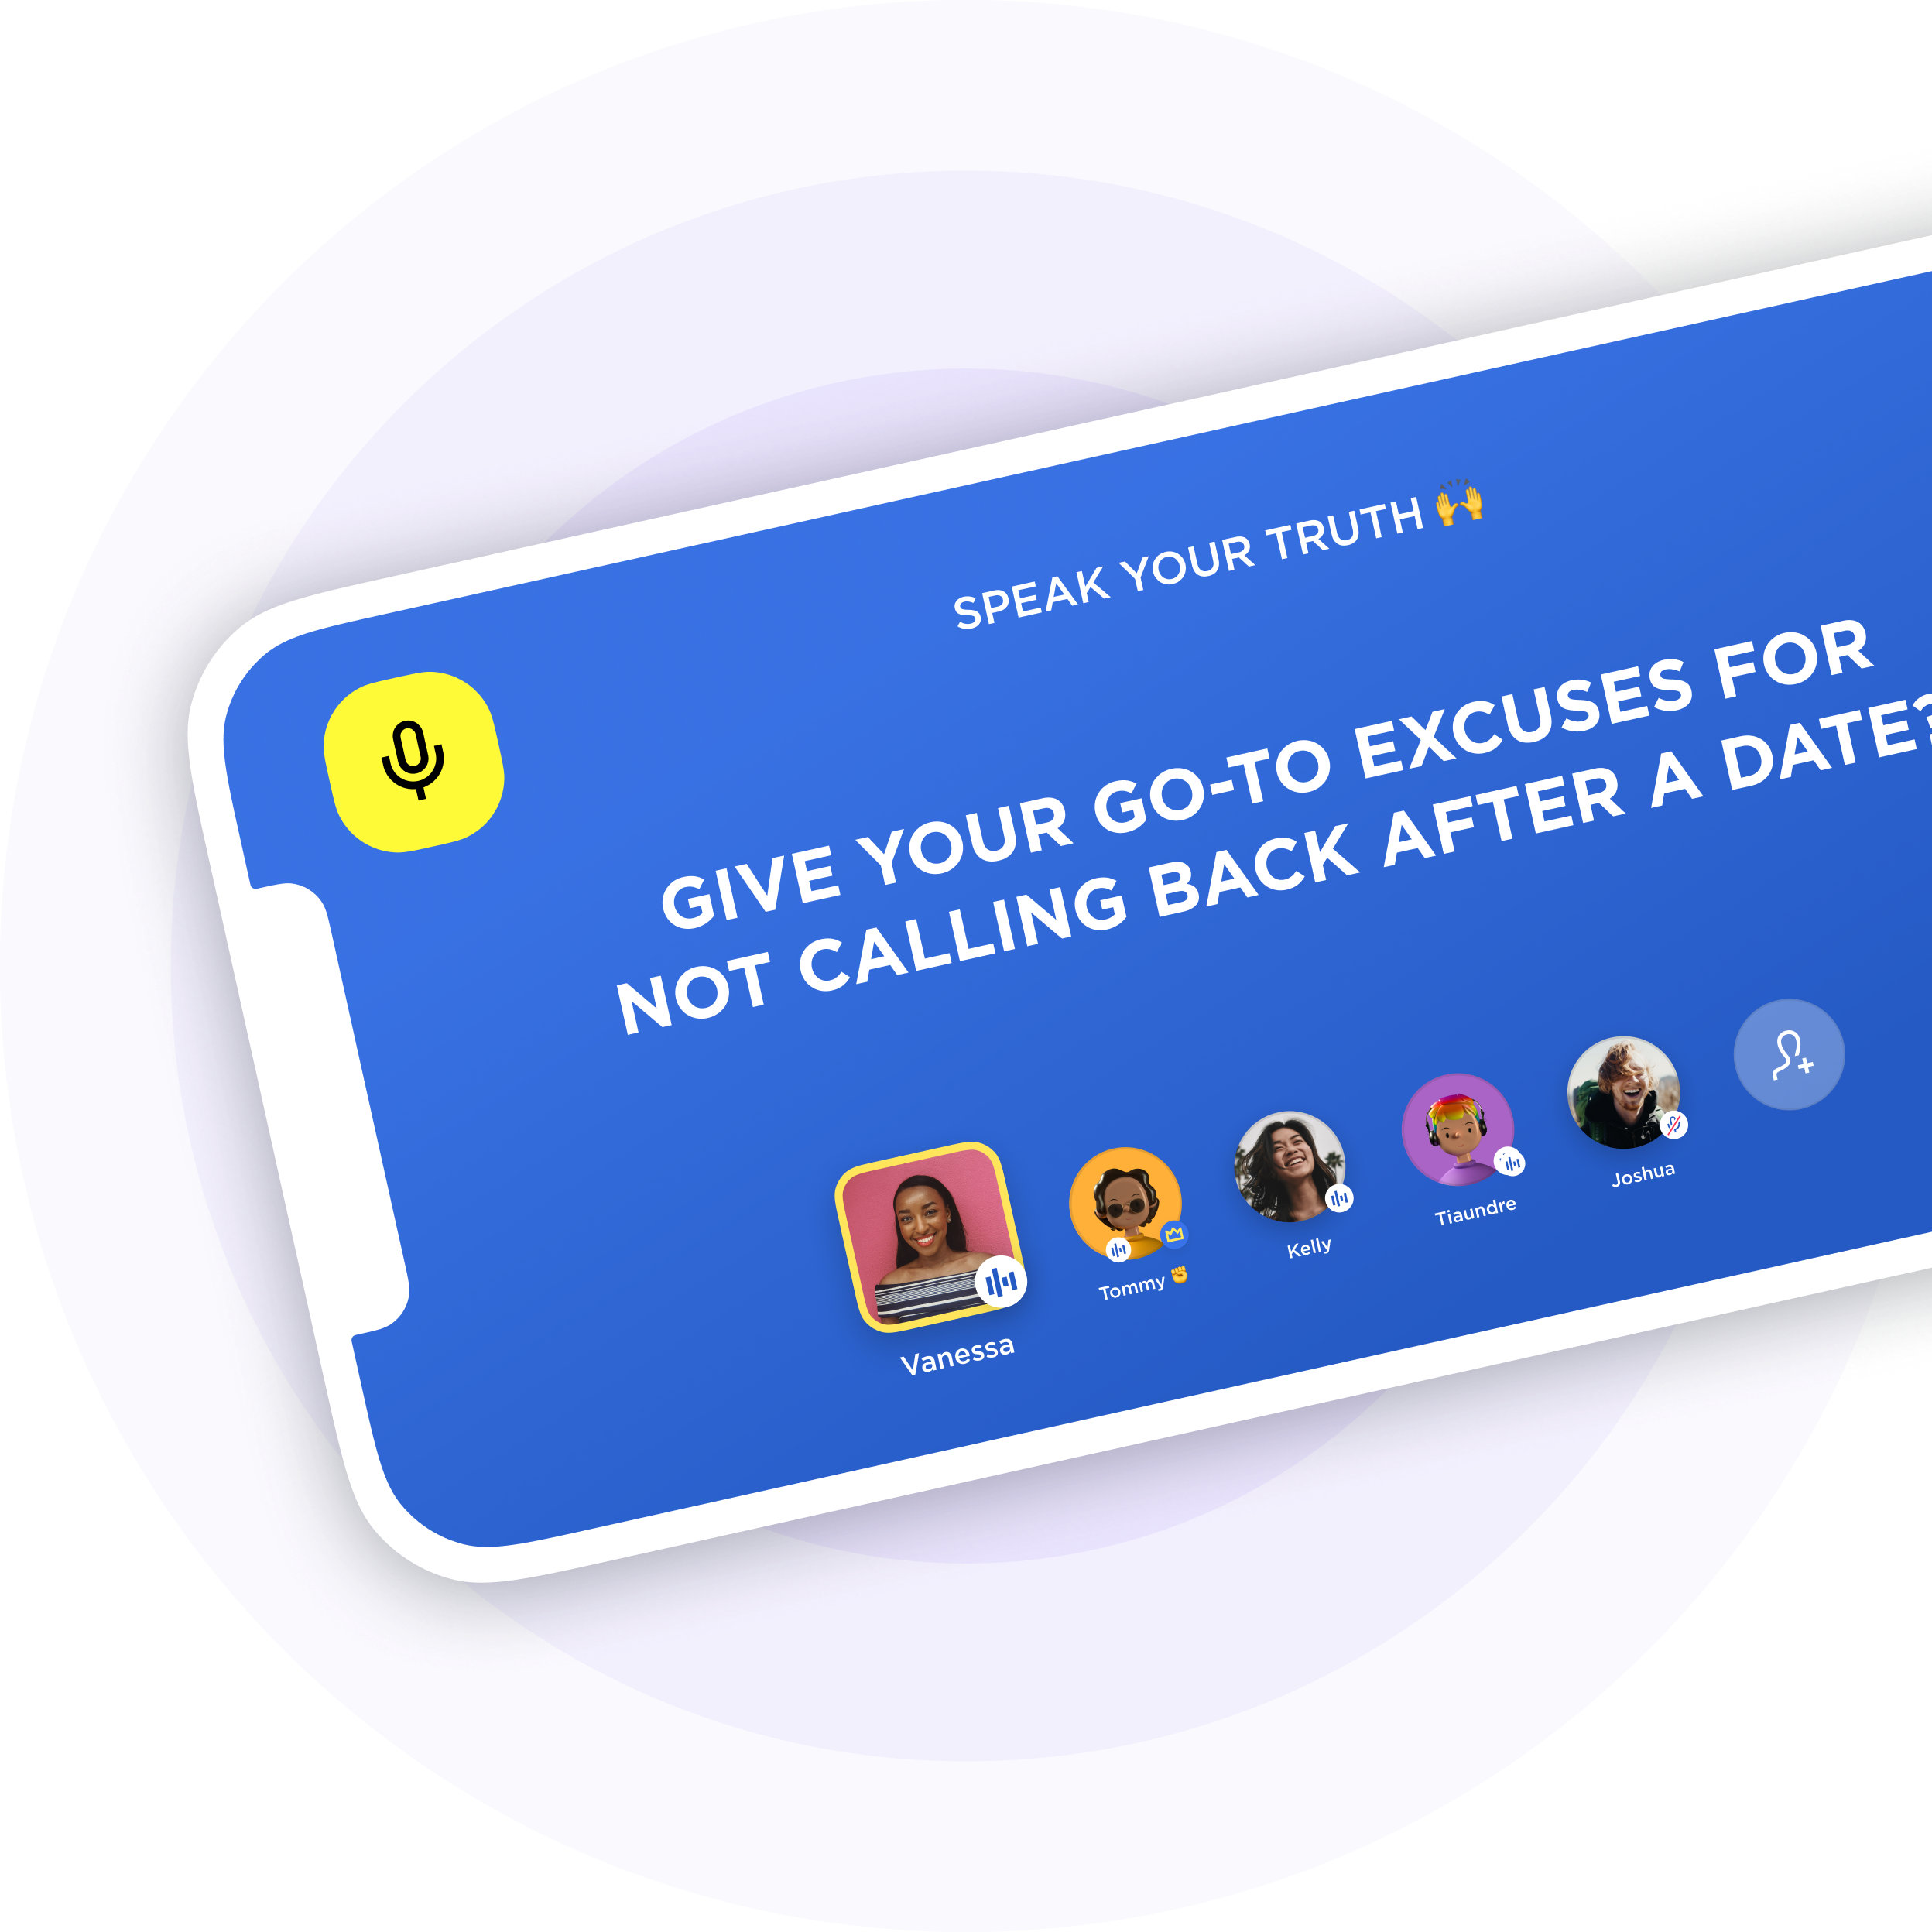 SPEAK YOUR TRUTH 🙌
GIVE YOUR GO-TO EXCUSES FOR
NOT CALLING BACK AFTER A DATE?
Vanessa
Tommy ✊
Kelly
Tiaundre
Joshua